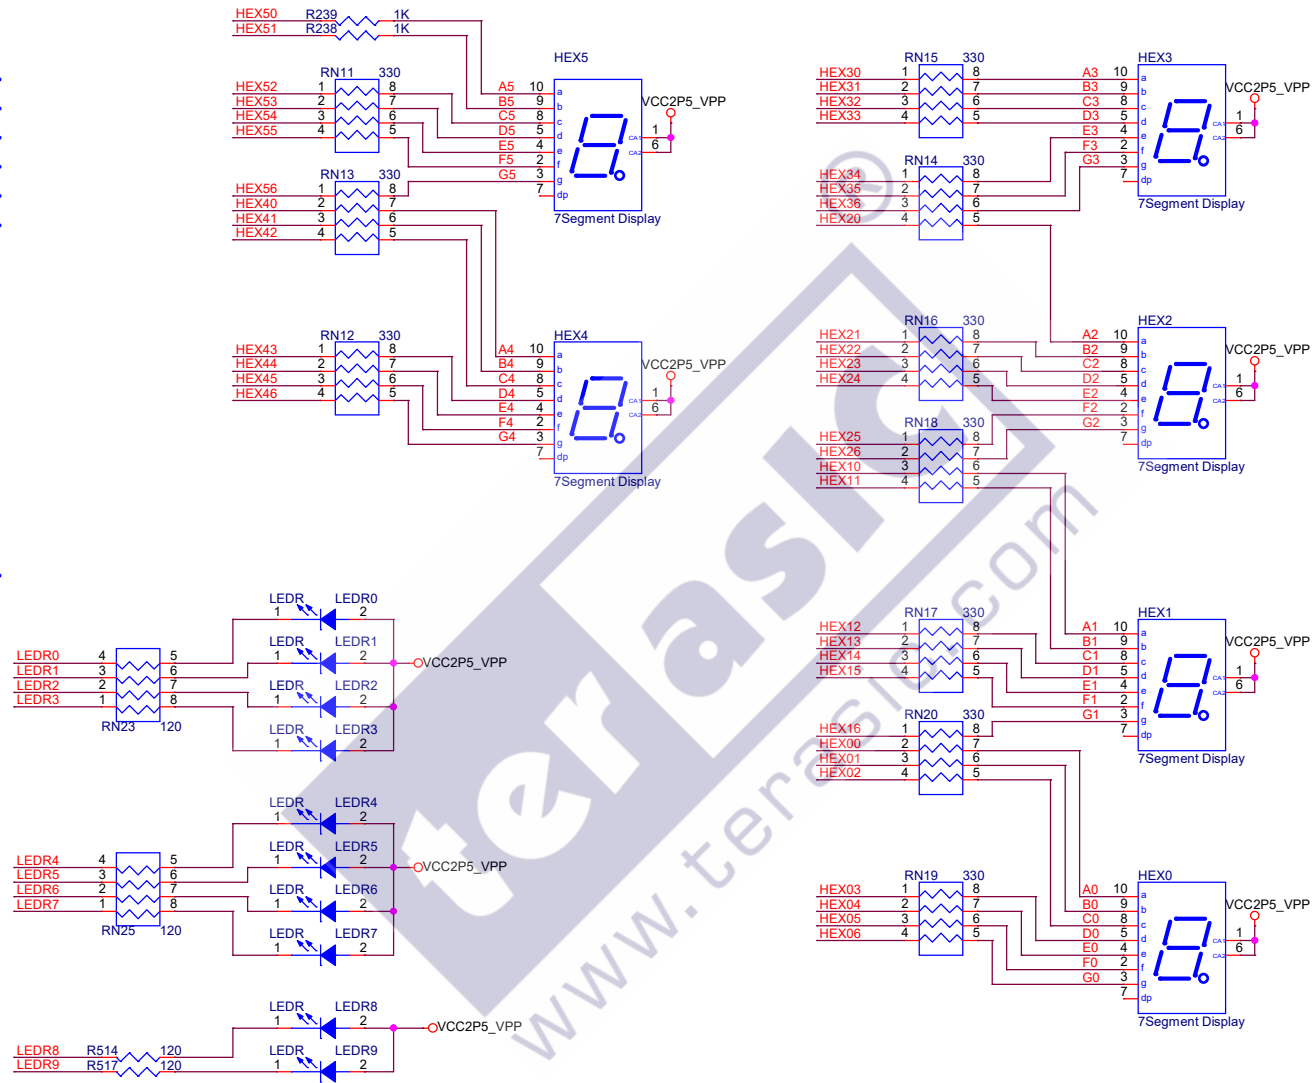 HEX50 R239 1K
HEX51 R238 1K
HEX5
RN11 330
HEX52 1 8 A5 10 a
HEX53 2 7 B5 9 b
HEX54 3 6 C5 8 c
HEX55 4 5 D5 5 d
E5 4 e
F5 2 f
G5 3 g
7 dp
VCC2P5_VPP
CA1 1
CA2 6
7Segment Display
RN13 330
HEX56 1 8
HEX40 2 7
HEX41 3 6
HEX42 4 5
HEX4
RN12 330
HEX43 1 8 A4 10 a
HEX44 2 7 B4 9 b
HEX45 3 6 C4 8 c
HEX46 4 5 D4 5 d
E4 4 e
F4 2 f
G4 3 g
7 dp
VCC2P5_VPP
CA1 1
CA2 6
7Segment Display
LEDR LEDR0
1 2
LEDR LEDR1
1 2
LEDR LEDR2
1 2
LEDR LEDR3
1 2
VCC2P5_VPP
LEDR0 4 5
LEDR1 3 6
LEDR2 2 7
LEDR3 1 8
RN23 120
LEDR LEDR4
1 2
LEDR LEDR5
1 2
LEDR LEDR6
1 2
LEDR LEDR7
1 2
VCC2P5_VPP
LEDR4 4 5
LEDR5 3 6
LEDR6 2 7
LEDR7 1 8
RN25 120
LEDR LEDR8
1 2
LEDR LEDR9
1 2
VCC2P5_VPP
LEDR8 R514 120
LEDR9 R517 120
HEX3
RN15 330
HEX30 1 8 A3 10 a
HEX31 2 7 B3 9 b
HEX32 3 6 C3 8 c
HEX33 4 5 D3 5 d
E3 4 e
F3 2 f
G3 3 g
7 dp
VCC2P5_VPP
CA1 1
CA2 6
7Segment Display
RN14 330
HEX34 1 8
HEX35 2 7
HEX36 3 6
HEX20 4 5
HEX2
RN16 330
HEX21 1 8 A2 10 a
HEX22 2 7 B2 9 b
HEX23 3 6 C2 8 c
HEX24 4 5 D2 5 d
E2 4 e
F2 2 f
G2 3 g
7 dp
VCC2P5_VPP
CA1 1
CA2 6
7Segment Display
RN18 330
HEX25 1 8
HEX26 2 7
HEX10 3 6
HEX11 4 5
HEX1
RN17 330
HEX12 1 8 A1 10 a
HEX13 2 7 B1 9 b
HEX14 3 6 C1 8 c
HEX15 4 5 D1 5 d
E1 4 e
F1 2 f
G1 3 g
7 dp
VCC2P5_VPP
CA1 1
CA2 6
7Segment Display
RN20 330
HEX16 1 8
HEX00 2 7
HEX01 3 6
HEX02 4 5
HEX0
RN19 330
HEX03 1 8 A0 10 a
HEX04 2 7 B0 9 b
HEX05 3 6 C0 8 c
HEX06 4 5 D0 5 d
E0 4 e
F0 2 f
G0 3 g
7 dp
VCC2P5_VPP
CA1 1
CA2 6
7Segment Display
terasic ®
www.terasic.com